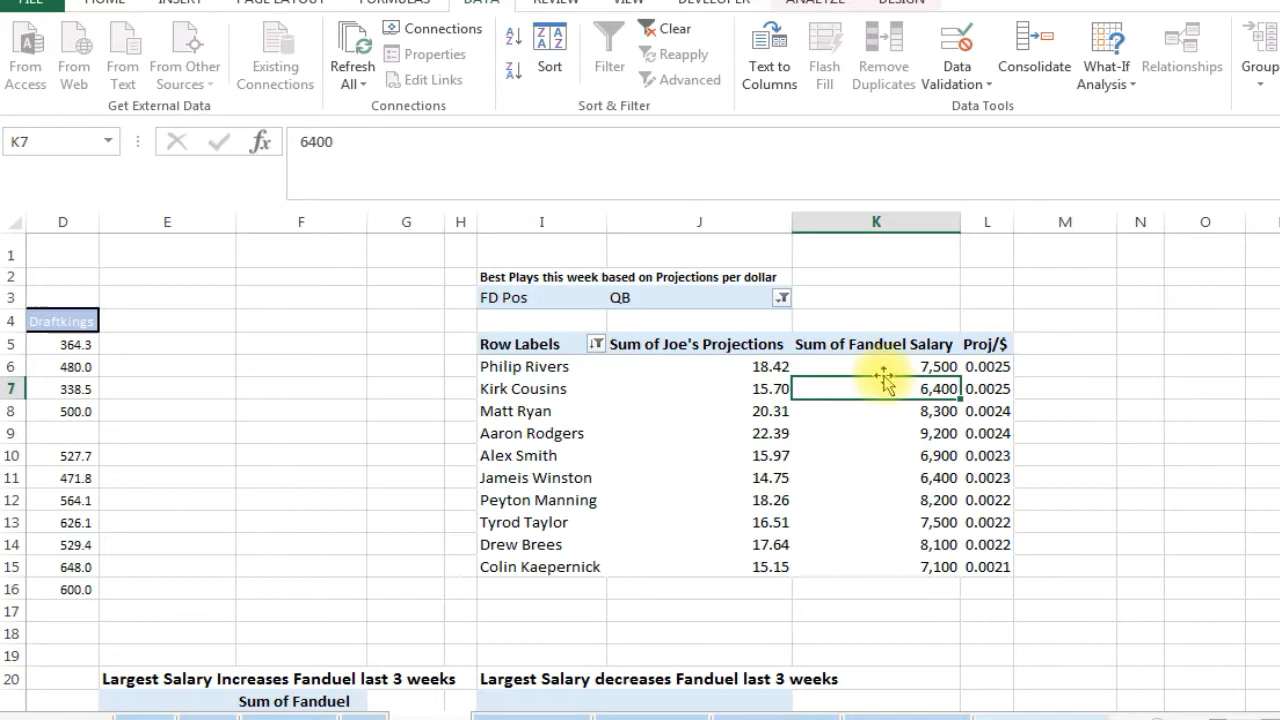 FILE HOME INSERT PAGE LAYOUT FORMULAS DATA REVIEW VIEW DEVELOPER ANALYZE DESIGN
From Access
From Web
From Text
From Other Sources
Existing Connections
Get External Data
Refresh All
Connections
Properties
Edit Links
Connections
Sort
Filter
Clear
Reapply
Advanced
Sort & Filter
Text to Columns
Flash Fill
Remove Duplicates
Data Validation
Consolidate
What-If Analysis
Relationships
Data Tools
Group
K7 fx 6400
D E F G H I J K L M N O
1
2 Best Plays this week based on Projections per dollar
3 FD Pos QB
4 Draftkings
5 364.3 Row Labels Sum of Joe's Projections Sum of Fanduel Salary Proj/$
6 480.0 Philip Rivers 18.42 7,500 0.0025
7 338.5 Kirk Cousins 15.70 6,400 0.0025
8 500.0 Matt Ryan 20.31 8,300 0.0024
9 Aaron Rodgers 22.39 9,200 0.0024
10 527.7 Alex Smith 15.97 6,900 0.0023
11 471.8 Jameis Winston 14.75 6,400 0.0023
12 564.1 Peyton Manning 18.26 8,200 0.0022
13 626.1 Tyrod Taylor 16.51 7,500 0.0022
14 529.4 Drew Brees 17.64 8,100 0.0022
15 648.0 Colin Kaepernick 15.15 7,100 0.0021
16 600.0
17
18
19
20 Largest Salary Increases Fanduel last 3 weeks Largest Salary decreases Fanduel last 3 weeks
Sum of Fanduel